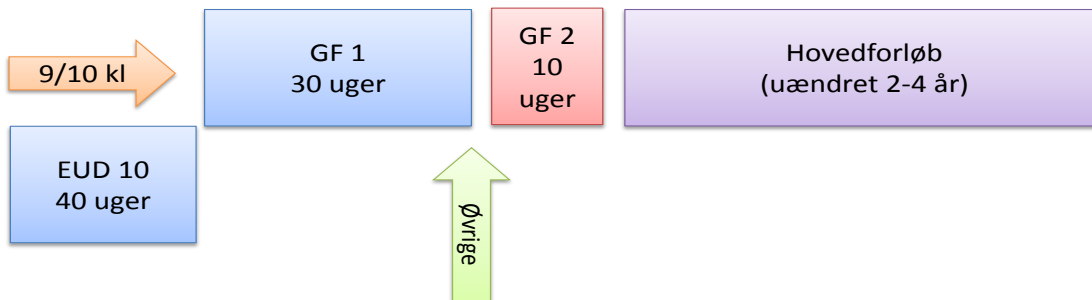 9/10 kl
GF 1
30 uger
GF 2
10
uger
Hovedforløb
(uændret 2-4 år)
EUD 10
40 uger
Øvrige